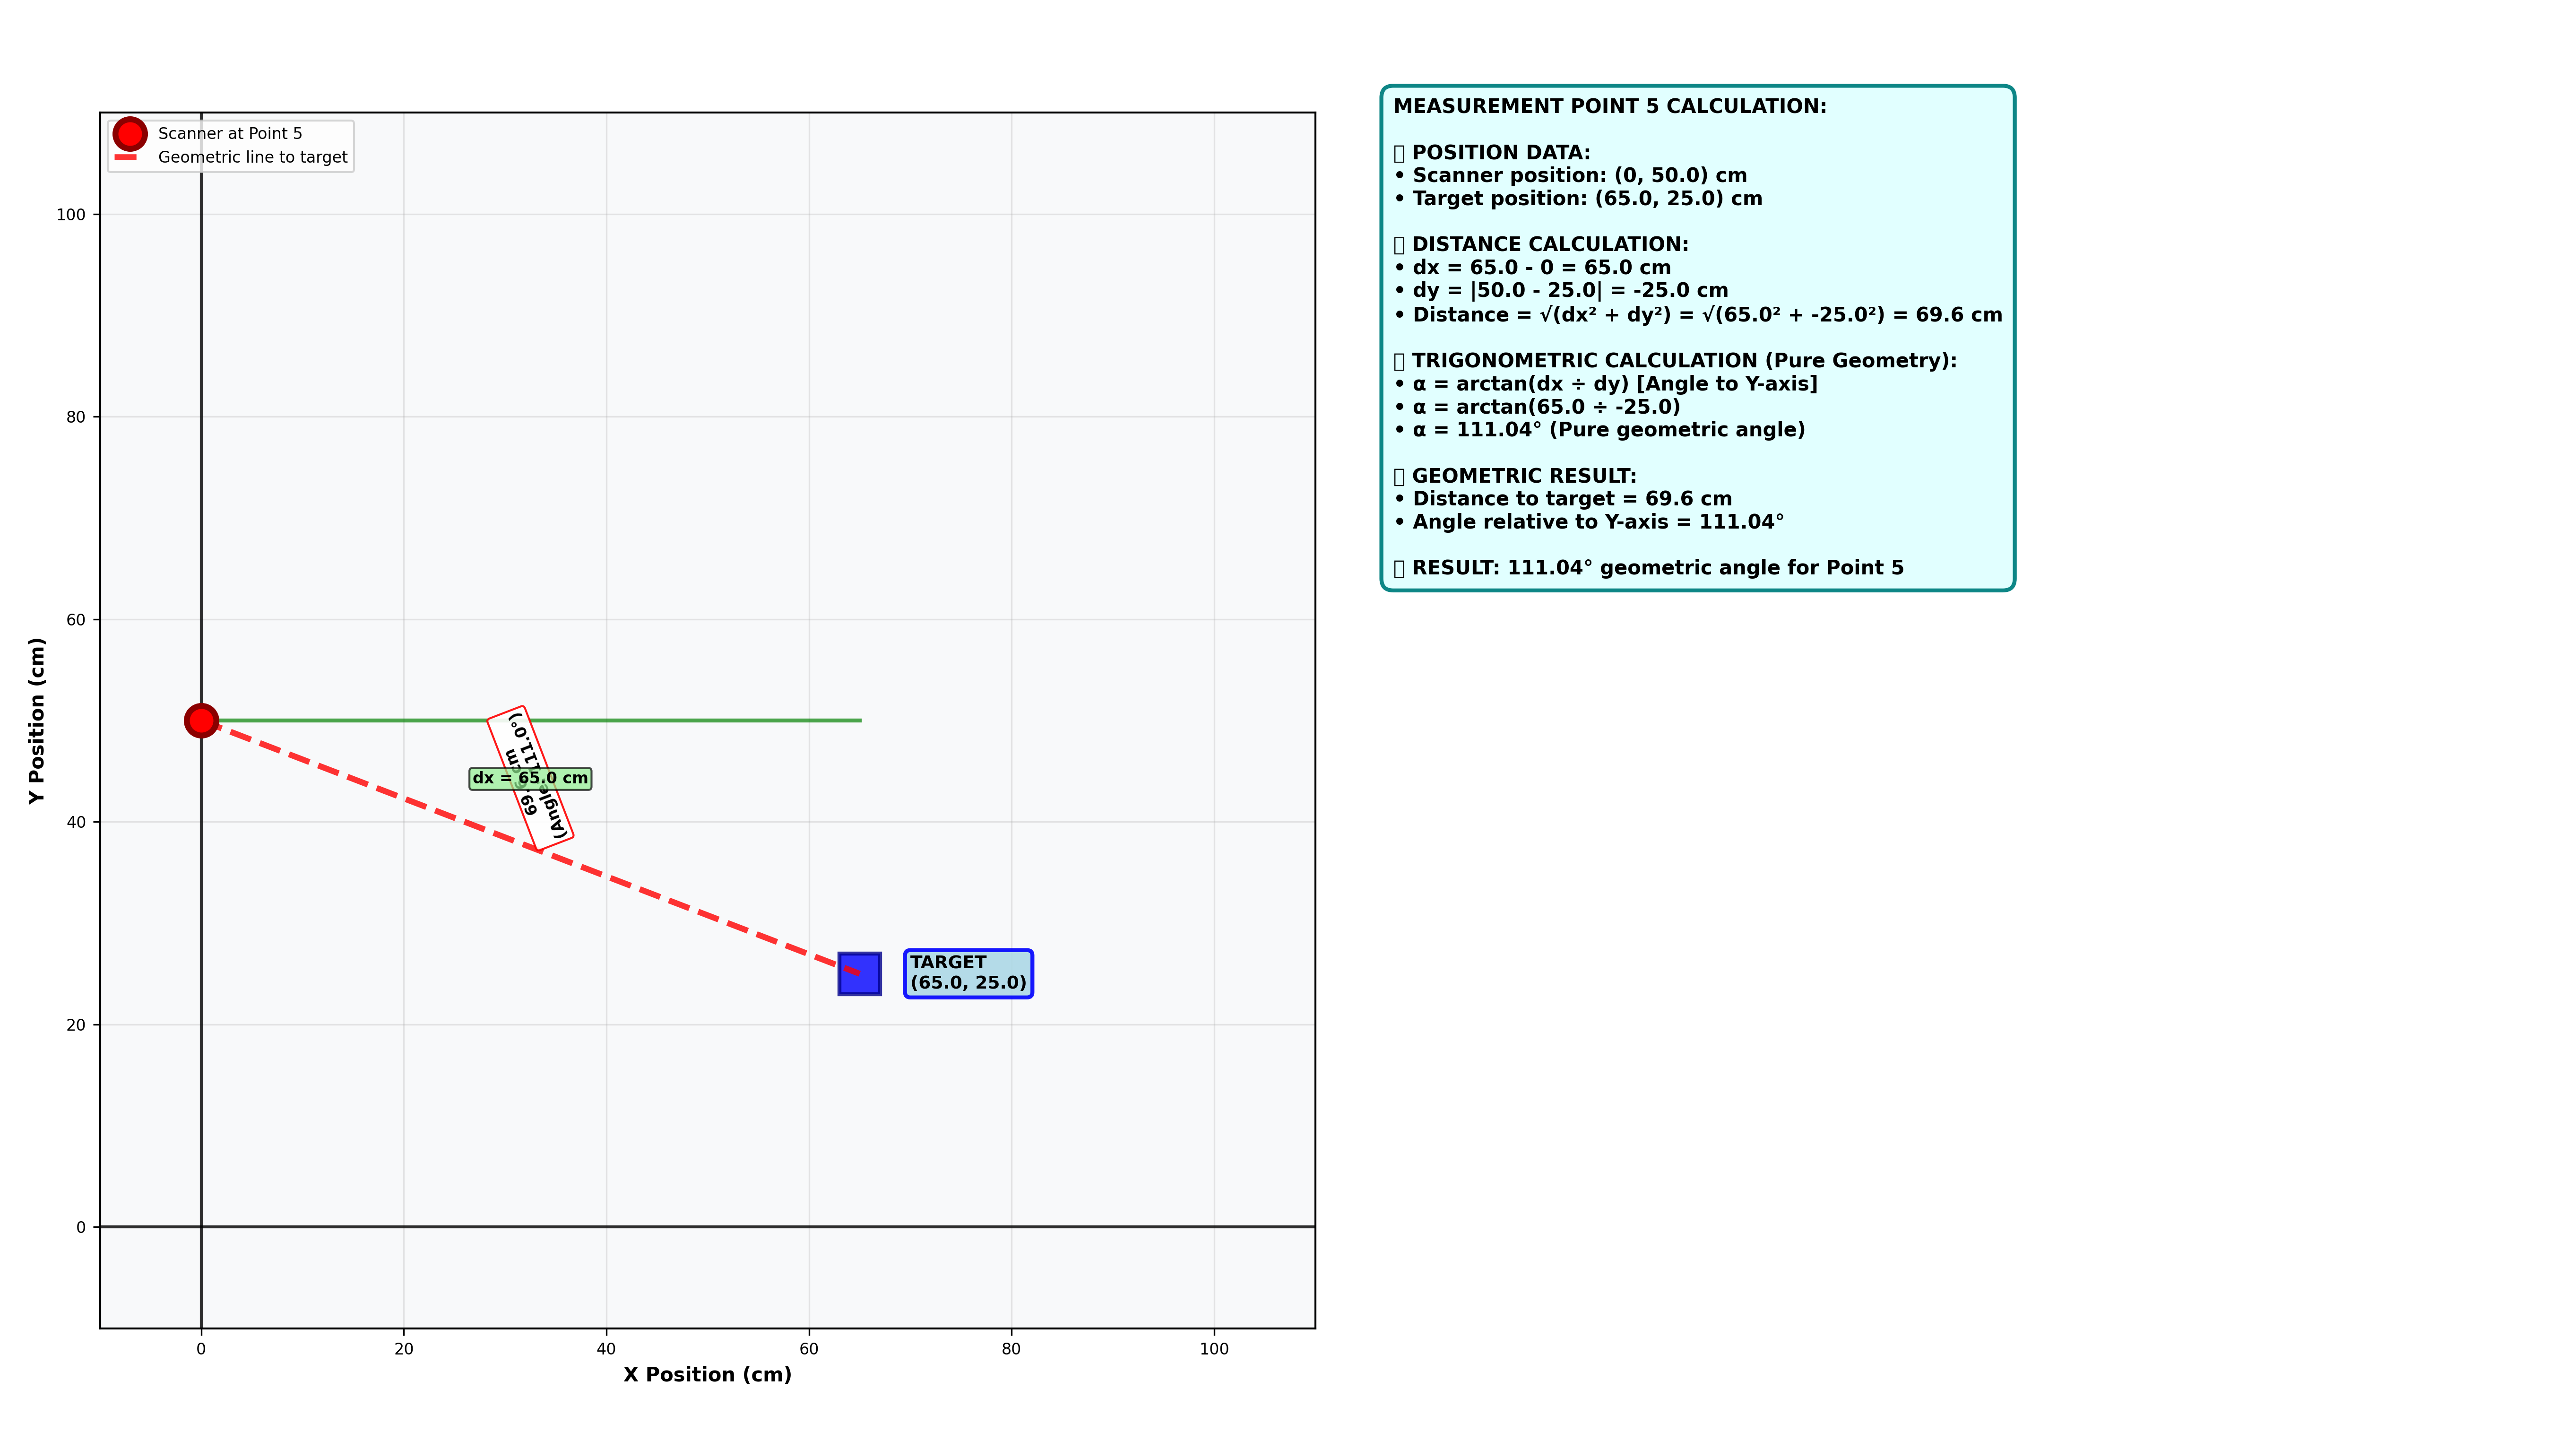 Scanner at Point 5
Geometric line to target
100
80
60
40
20
0
0
20
40
60
80
100
Y Position (cm)
X Position (cm)
69.6 cm
(Angle: 111.0°)
dx = 65.0 cm
TARGET
(65.0, 25.0)
MEASUREMENT POINT 5 CALCULATION:
POSITION DATA:
• Scanner position: (0, 50.0) cm
• Target position: (65.0, 25.0) cm
DISTANCE CALCULATION:
• dx = 65.0 - 0 = 65.0 cm
• dy = |50.0 - 25.0| = -25.0 cm
• Distance = √(dx² + dy²) = √(65.0² + -25.0²) = 69.6 cm
TRIGONOMETRIC CALCULATION (Pure Geometry):
• α = arctan(dx ÷ dy) [Angle to Y-axis]
• α = arctan(65.0 ÷ -25.0)
• α = 111.04° (Pure geometric angle)
GEOMETRIC RESULT:
• Distance to target = 69.6 cm
• Angle relative to Y-axis = 111.04°
RESULT: 111.04° geometric angle for Point 5